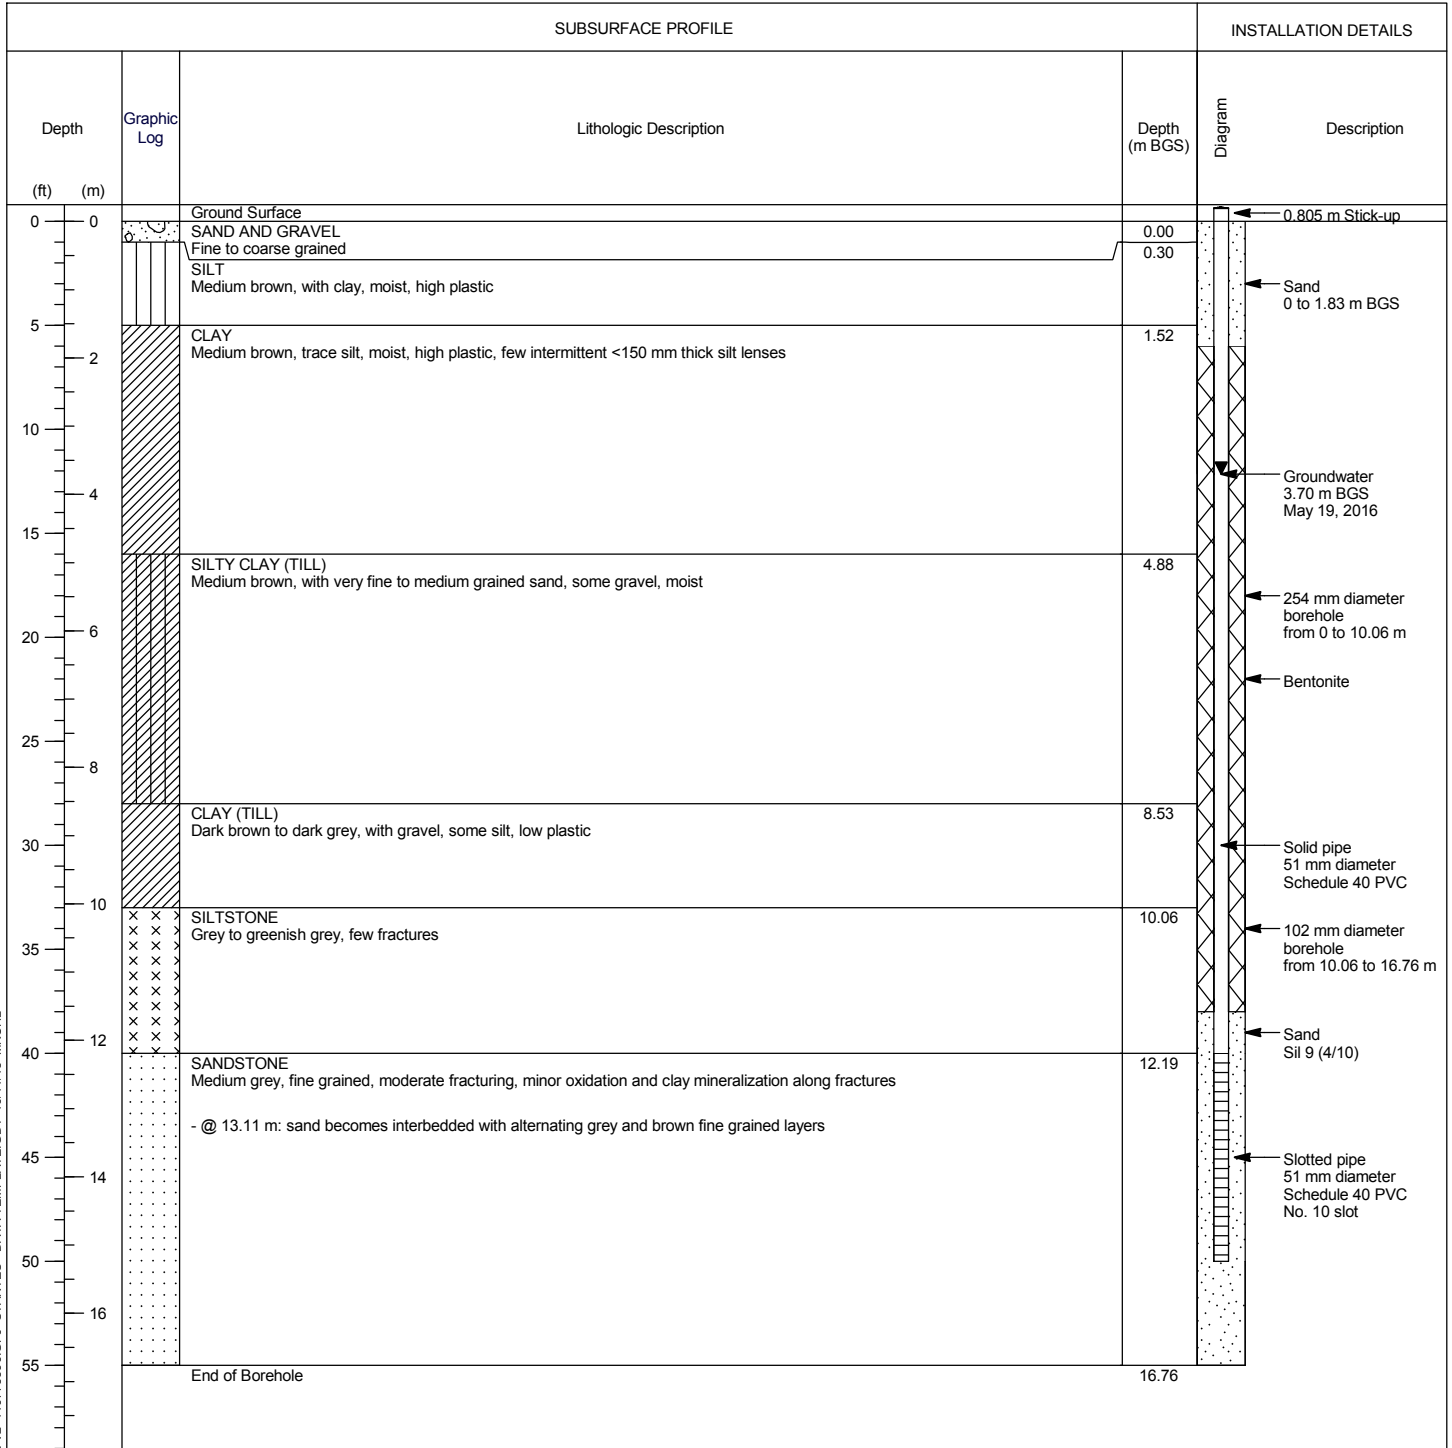 SUBSURFACE PROFILE
INSTALLATION DETAILS
Depth
Graphic
Log
Lithologic Description
Depth
(m BGS)
Diagram
Description
(ft) (m)
Ground Surface
0.805 m Stick-up
0 0
SAND AND GRAVEL
0.00
Fine to coarse grained
0.30
SILT
Medium brown, with clay, moist, high plastic
Sand
0 to 1.83 m BGS
5
CLAY
1.52
Medium brown, trace silt, moist, high plastic, few intermittent <150 mm thick silt lenses
2
10
Groundwater
3.70 m BGS
May 19, 2016
4
15
SILTY CLAY (TILL)
4.88
Medium brown, with very fine to medium grained sand, some gravel, moist
254 mm diameter
borehole
from 0 to 10.06 m
20 6
Bentonite
25
8
CLAY (TILL)
8.53
Dark brown to dark grey, with gravel, some silt, low plastic
30
Solid pipe
51 mm diameter
Schedule 40 PVC
10
SILTSTONE
10.06
Grey to greenish grey, few fractures
102 mm diameter
borehole
from 10.06 to 16.76 m
35
12
Sand
Sil 9 (4/10)
40
SANDSTONE
12.19
Medium grey, fine grained, moderate fracturing, minor oxidation and clay mineralization along fractures
- @ 13.11 m: sand becomes interbedded with alternating grey and brown fine grained layers
45
14
Slotted pipe
51 mm diameter
Schedule 40 PVC
No. 10 slot
50
16
55
End of Borehole
16.76